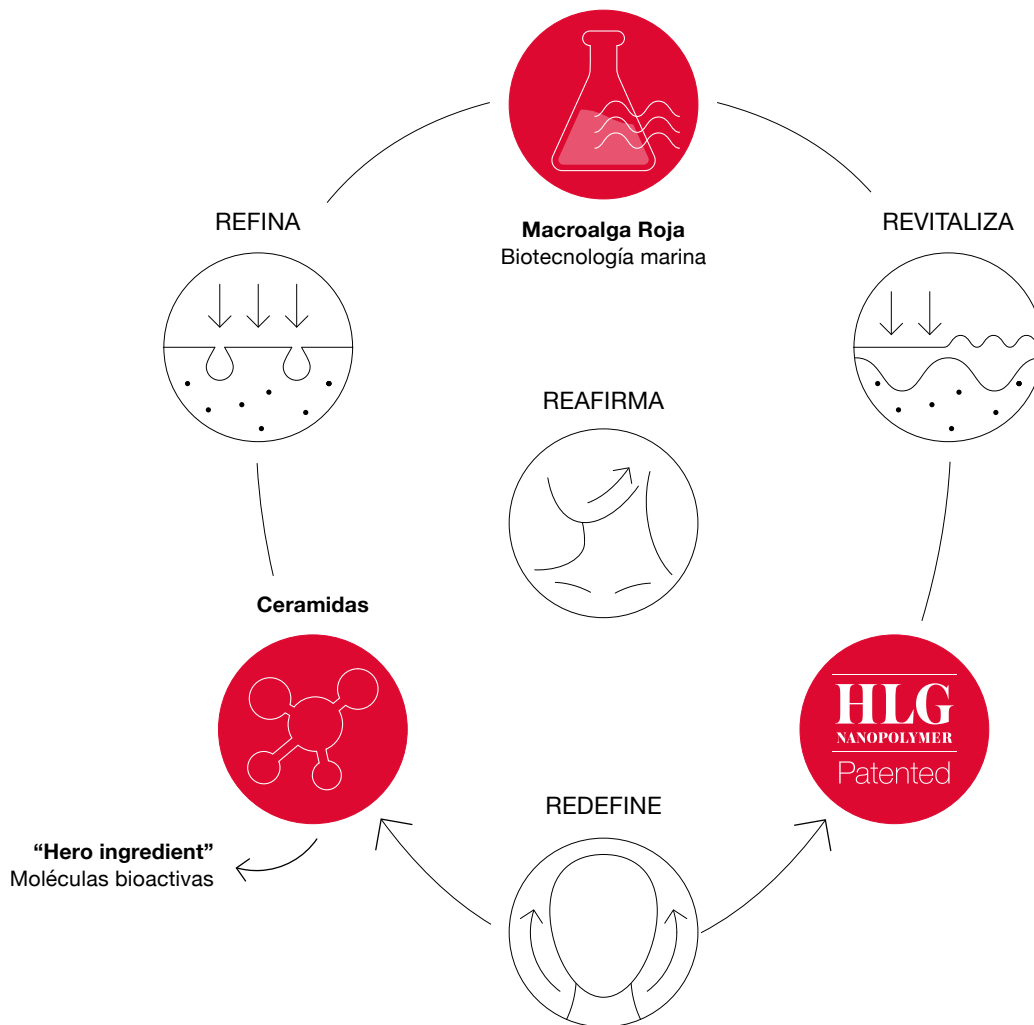 Macroalga Roja
Biotecnología marina
REFINA
REVITALIZA
REAFIRMA
Ceramidas
HLG
NANOPOLYMER
Patented
REDEFINE
“Hero ingredient”
Moléculas bioactivas